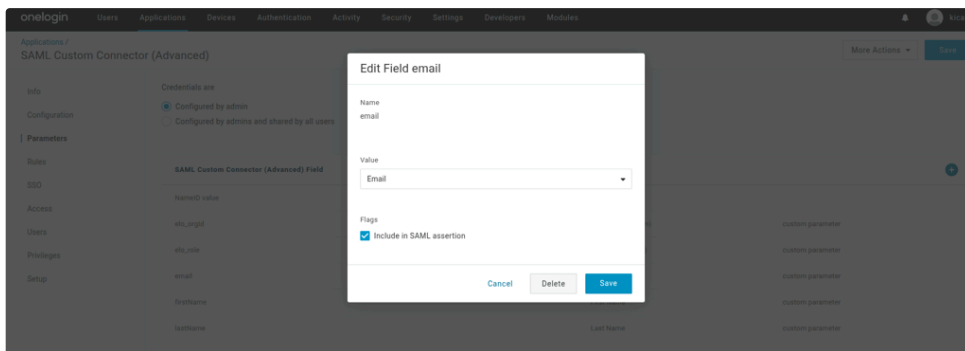 onelogin Users Applications Devices Authentication Activity Security Settings Developers Modules kica
Applications /
SAML Custom Connector (Advanced)
More Actions
Save
Info
Configuration
Parameters
Rules
SSO
Access
Users
Privileges
Setup
Credentials are
Configured by admin
Configured by admins and shared by all users
SAML Custom Connector (Advanced) Field
NameID value
custom parameter
custom parameter
email
custom parameter
firstName
custom parameter
lastName
Last Name
custom parameter
Edit Field email
Name
email
Value
Email
Flags
Include in SAML assertion
Cancel
Delete
Save